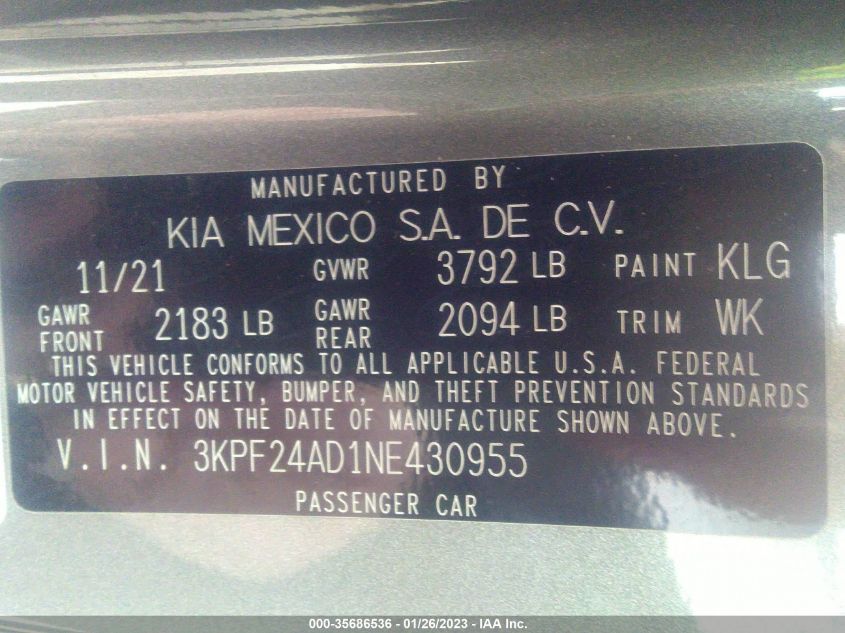 MANUFACTURED BY
KIA MEXICO S.A. DE C.V.
11/21 GVWR 3792 LB PAINT KLG
GAWR FRONT 2183 LB GAWR REAR 2094 LB TRIM WK
THIS VEHICLE CONFORMS TO ALL APPLICABLE U.S.A. FEDERAL
MOTOR VEHICLE SAFETY, BUMPER, AND THEFT PREVENTION STANDARDS
IN EFFECT ON THE DATE OF MANUFACTURE SHOWN ABOVE.
V.I.N. 3KPF24AD1NE430955
PASSENGER CAR
000-35686536 - 01/26/2023 - IAA Inc.